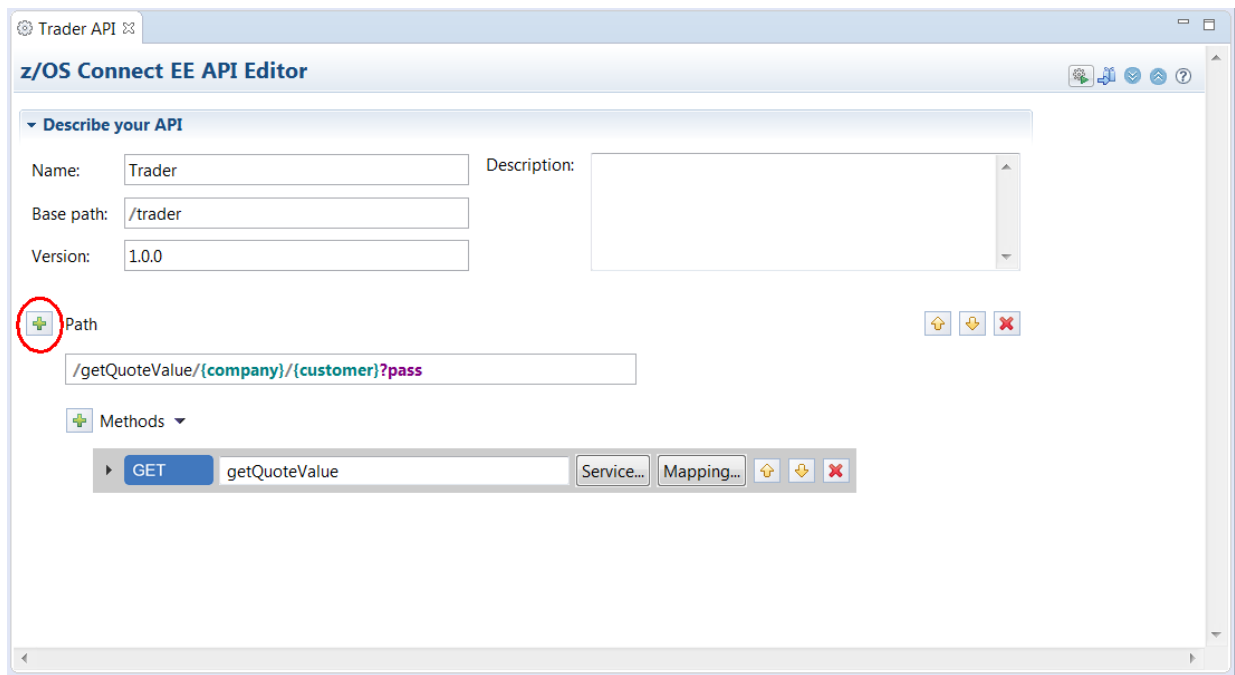 Trader API
z/OS Connect EE API Editor
Describe your API
Name: Trader
Description:
Base path: /trader
Version: 1.0.0
Path
/getQuoteValue/{company}/{customer}?pass
Methods
GET getQuoteValue Service... Mapping...